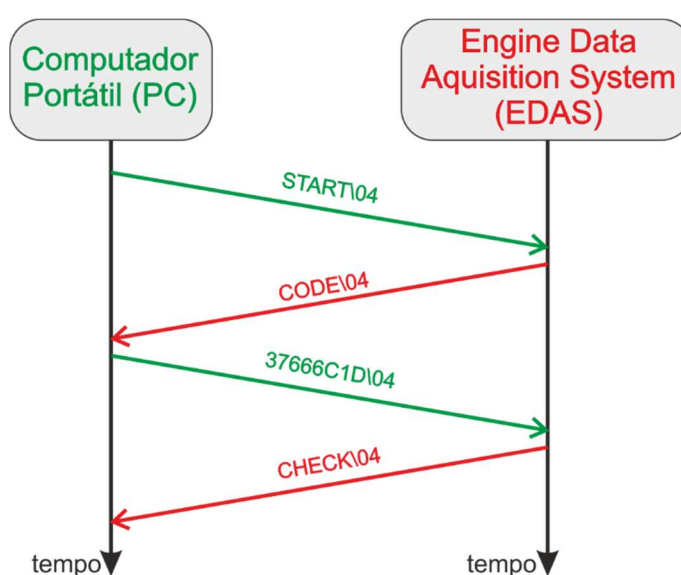 Computador
Portátil (PC)
Engine Data
Aquisition System
(EDAS)
START\04
CODE\04
37666C1D\04
CHECK\04
tempo
tempo